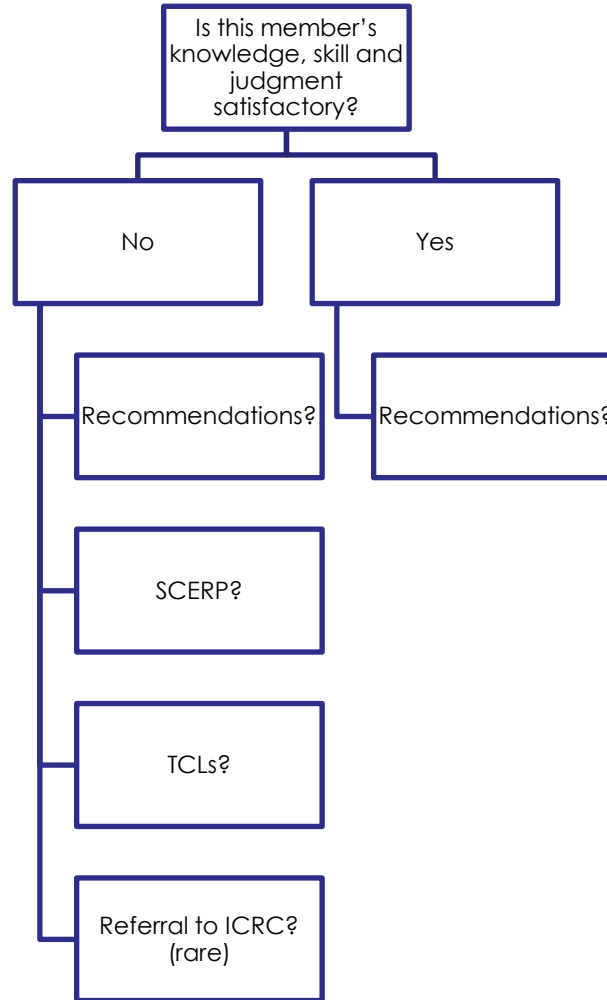 Is this member’s
knowledge, skill and
judgment
satisfactory?
No
Yes
Recommendations?
Recommendations?
SCERP?
TCLs?
Referral to ICRC?
(rare)